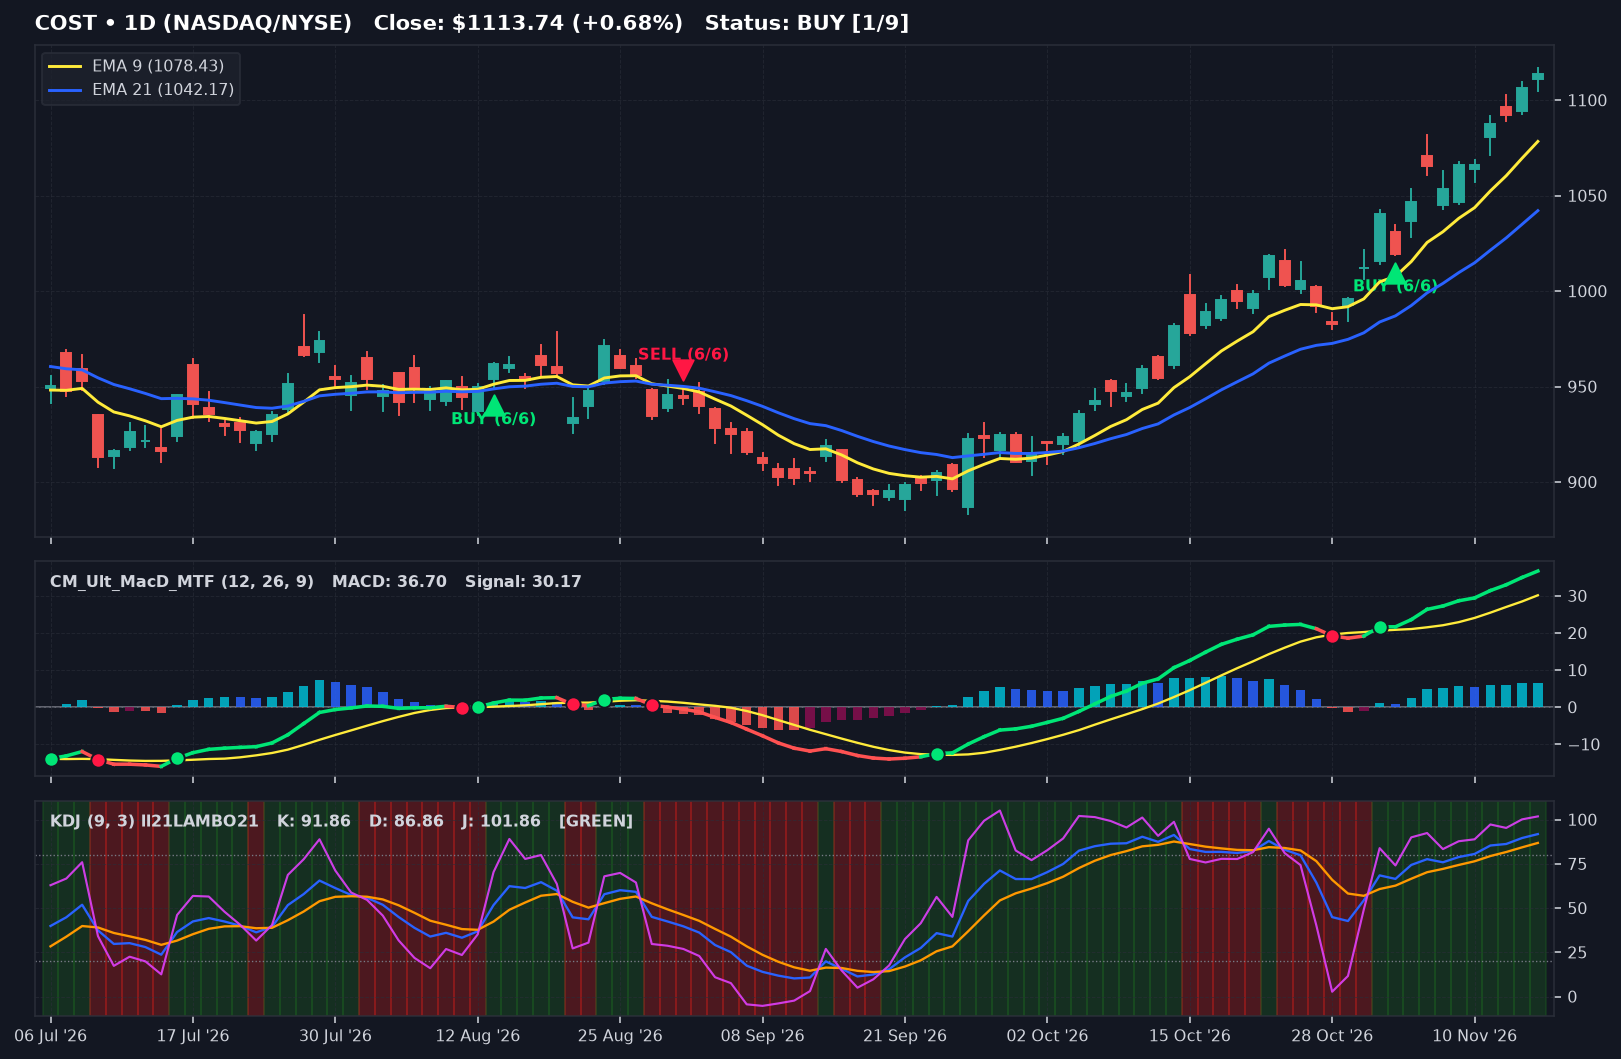 COST • 1D (NASDAQ/NYSE)   Close: $1113.74 (+0.68%)   Status: BUY [1/9]
EMA 9 (1078.43)
EMA 21 (1042.17)
1100
1050
1000
950
900
BUY (6/6)
SELL (6/6)
BUY (6/6)
CM_Ult_MacD_MTF (12, 26, 9)   MACD: 36.70   Signal: 30.17
30
20
10
0
−10
KDJ (9, 3) ll21LAMBO21   K: 91.86   D: 86.86   J: 101.86   [GREEN]
100
75
50
25
0
06 Jul '26   17 Jul '26   30 Jul '26   12 Aug '26   25 Aug '26   08 Sep '26   21 Sep '26   02 Oct '26   15 Oct '26   28 Oct '26   10 Nov '26